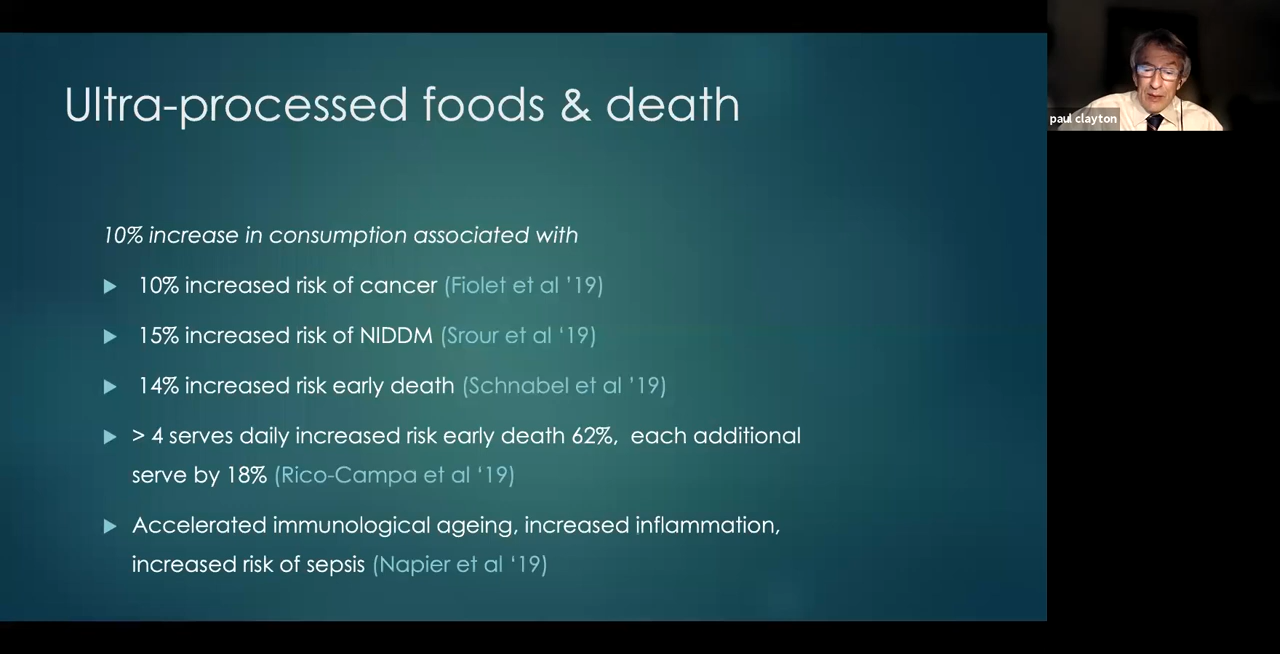 Ultra-processed foods & death
10% increase in consumption associated with
10% increased risk of cancer (Fiolet et al ’19)
15% increased risk of NIDDM (Srour et al ‘19)
14% increased risk early death (Schnabel et al ’19)
> 4 serves daily increased risk early death 62%, each additional
serve by 18% (Rico-Campa et al ‘19)
Accelerated immunological ageing, increased inflammation,
increased risk of sepsis (Napier et al ‘19)
paul clayton